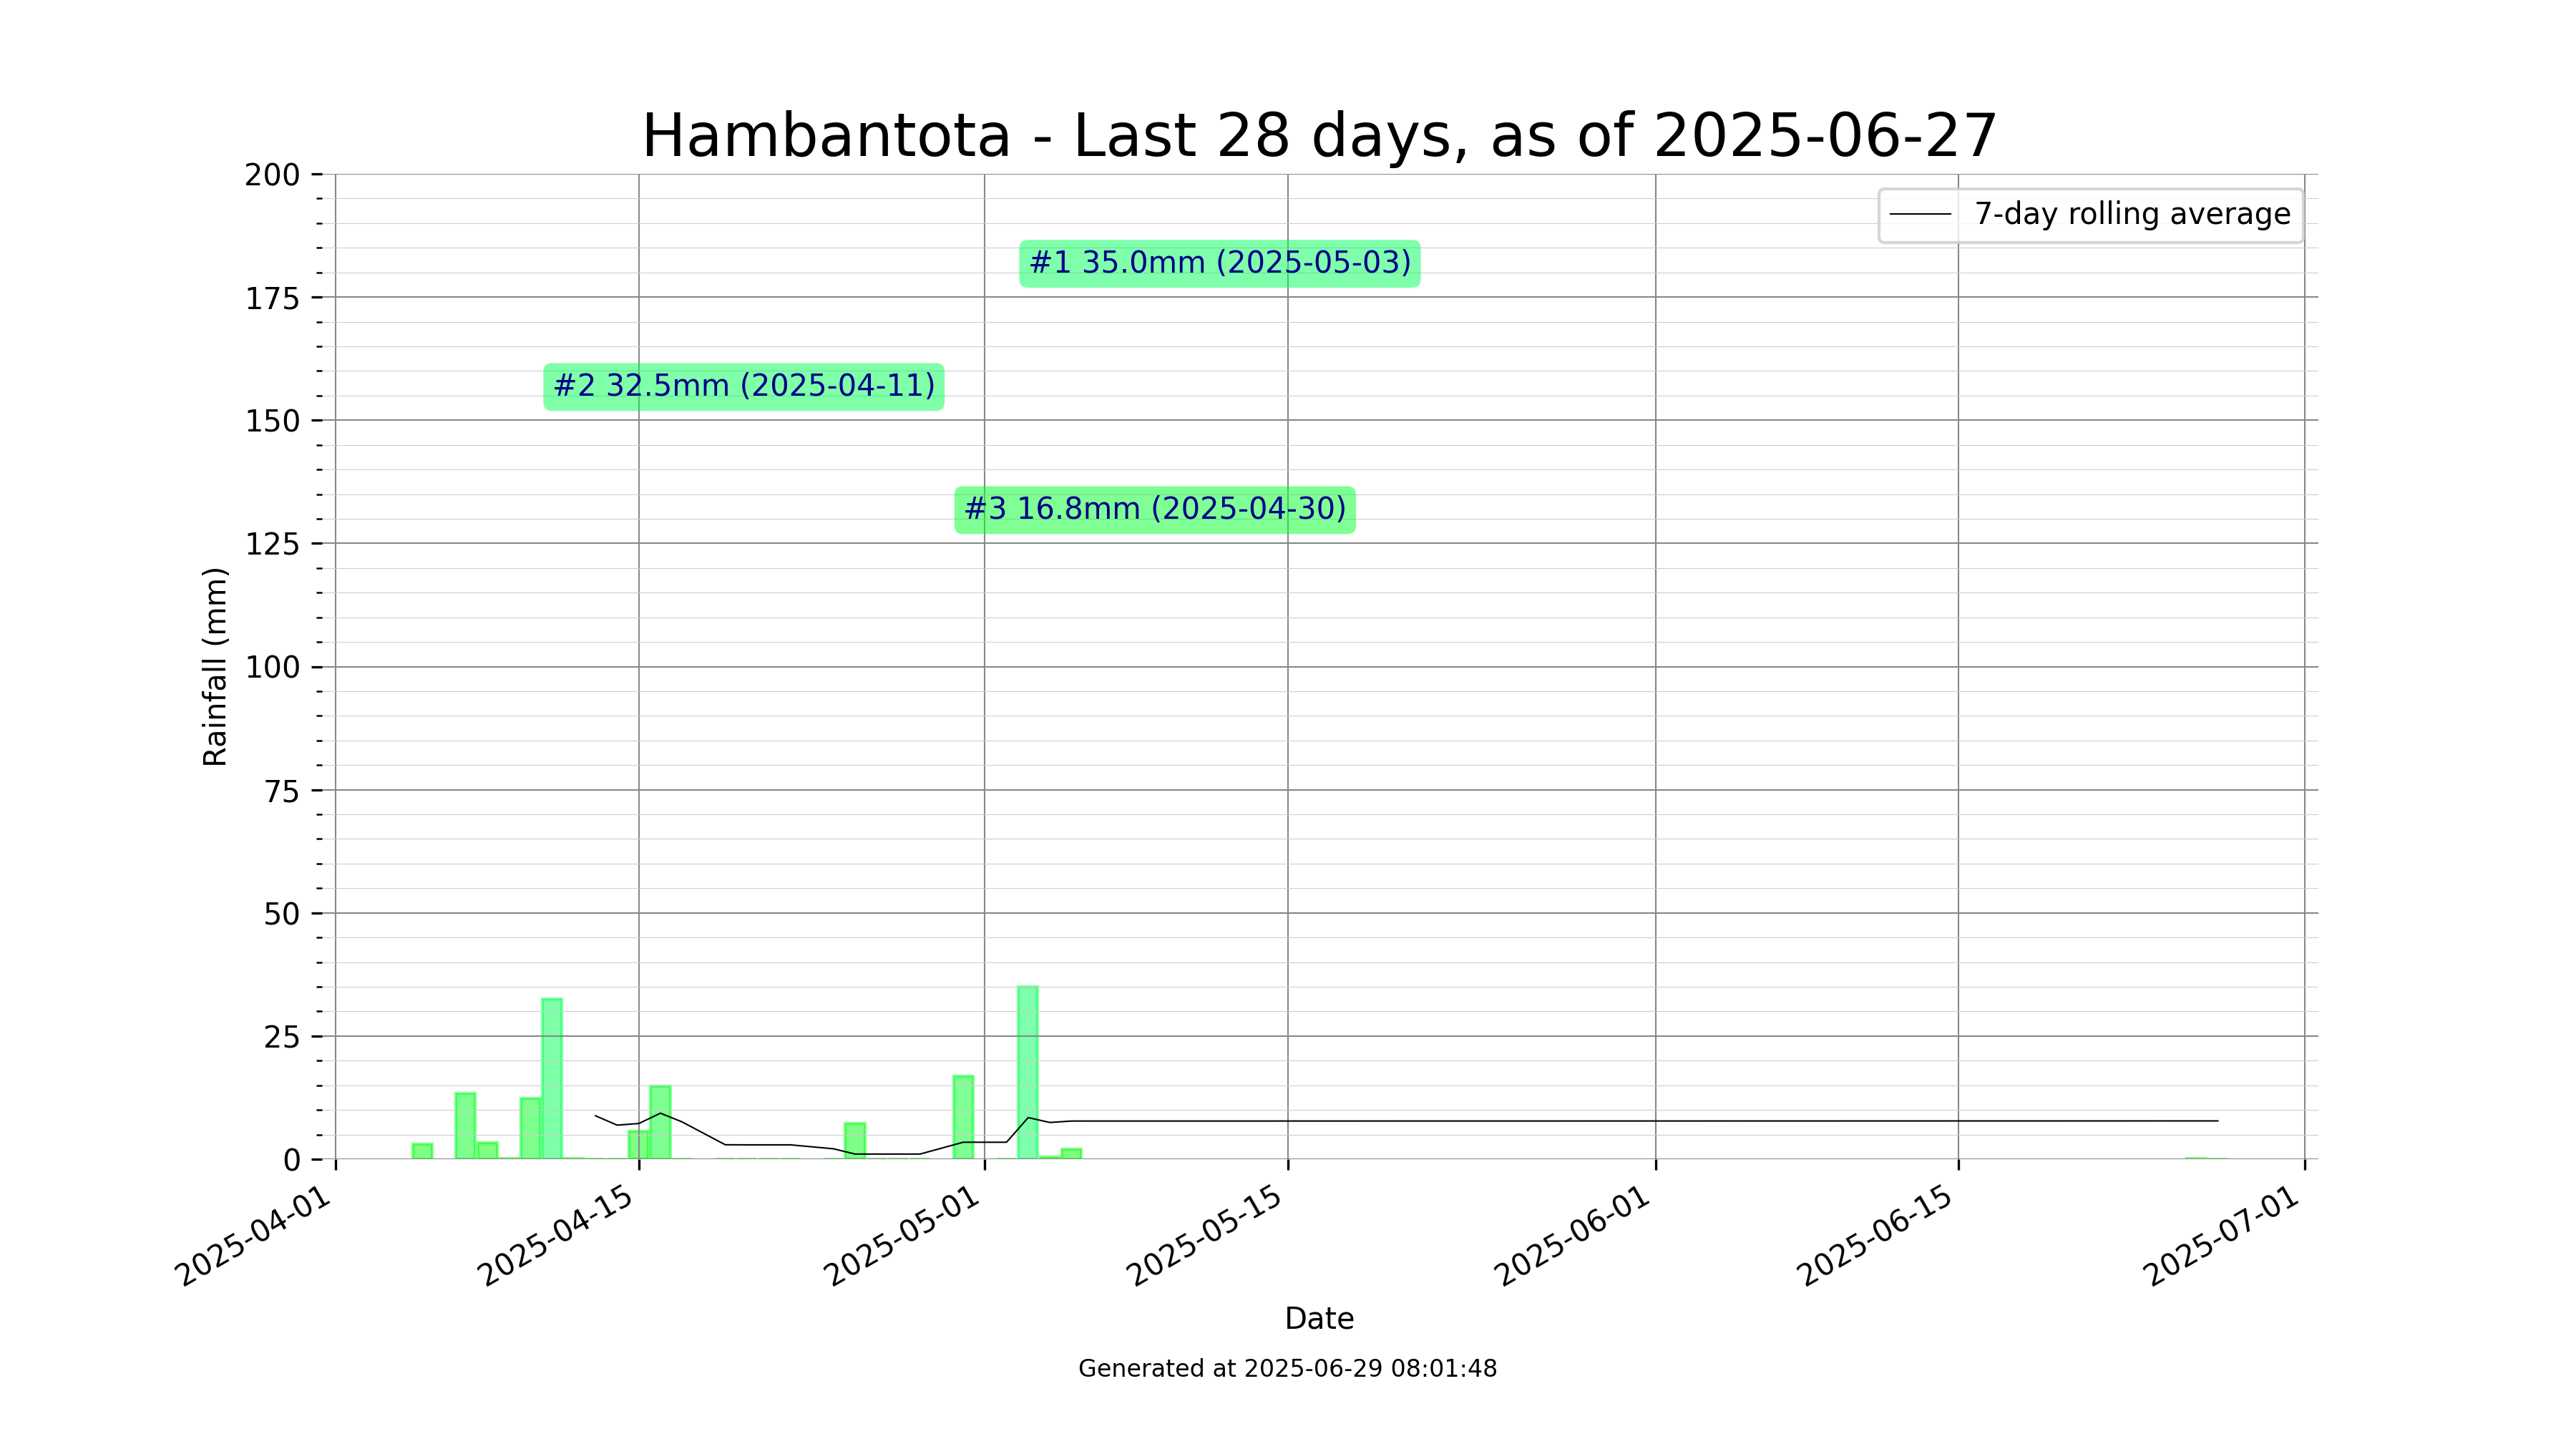 Hambantota - Last 28 days, as of 2025-06-27
200
175
150
125
100
75
50
25
0
Rainfall (mm)
7-day rolling average
#1 35.0mm (2025-05-03)
#2 32.5mm (2025-04-11)
#3 16.8mm (2025-04-30)
2025-04-01
2025-04-15
2025-05-01
2025-05-15
2025-06-01
2025-06-15
2025-07-01
Date
Generated at 2025-06-29 08:01:48